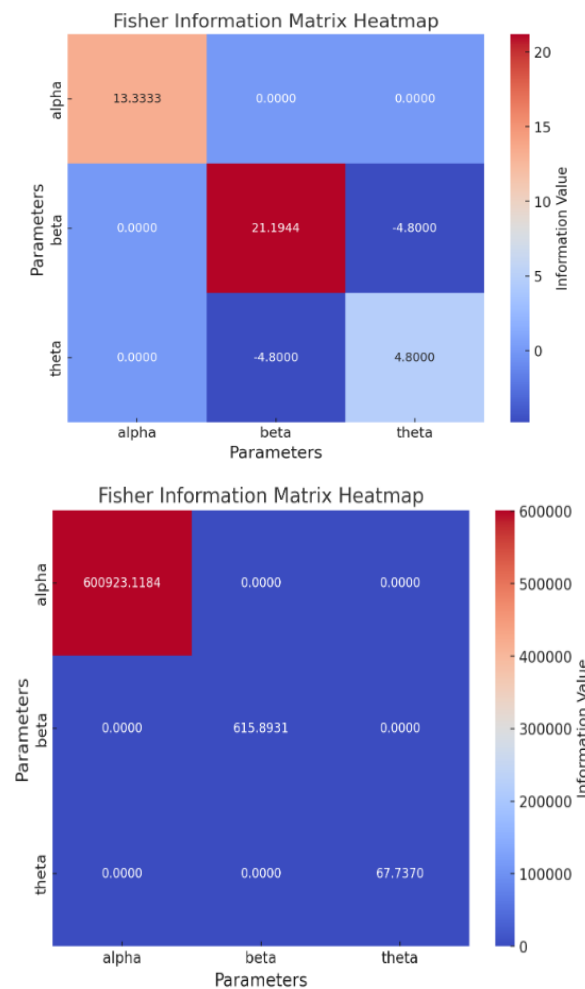 Fisher Information Matrix Heatmap
20
15
10
5
0
Information Value
alpha
beta
theta
Parameters
13.3333 0.0000 0.0000
0.0000 21.1944 -4.8000
0.0000 -4.8000 4.8000
alpha beta theta
Parameters
Fisher Information Matrix Heatmap
600000
500000
400000
300000
200000
100000
0
Information Value
alpha
beta
theta
Parameters
600923.1184 0.0000 0.0000
0.0000 615.8931 0.0000
0.0000 0.0000 67.7370
alpha beta theta
Parameters